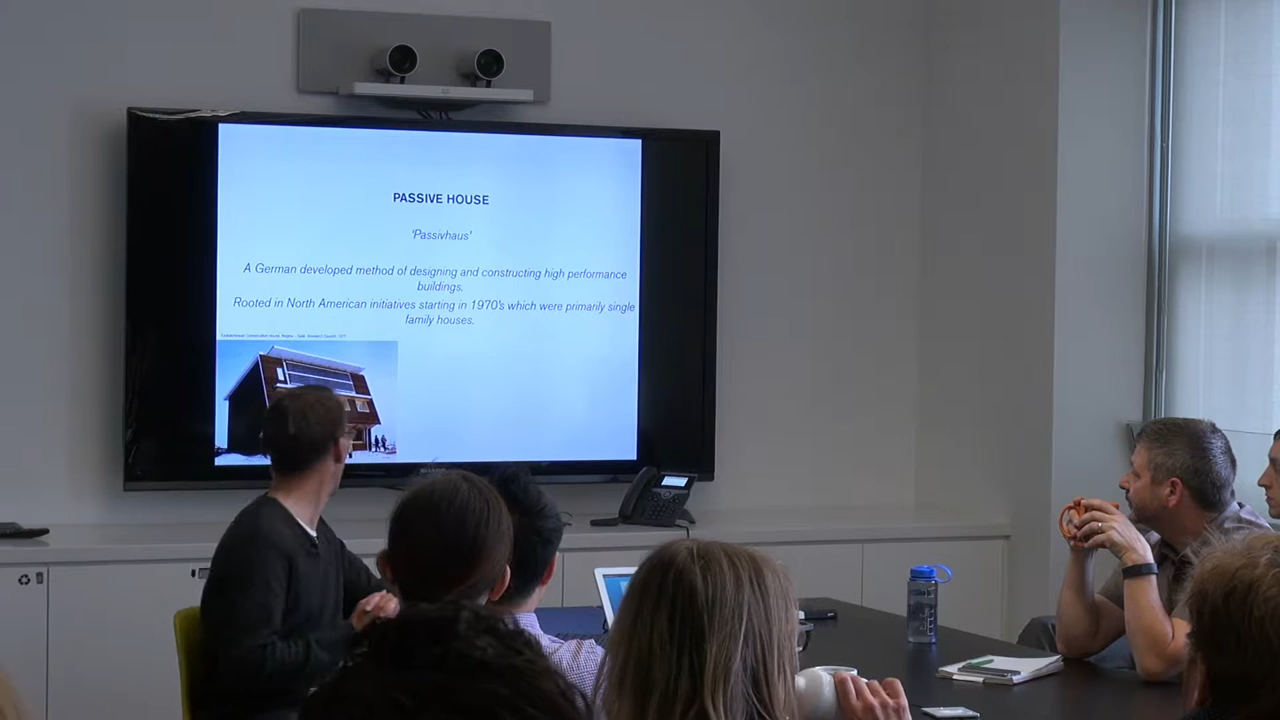 PASSIVE HOUSE
'Passivhaus'
A German developed method of designing and constructing high performance
buildings.
Rooted in North American initiatives starting in 1970's which were primarily single
family houses.